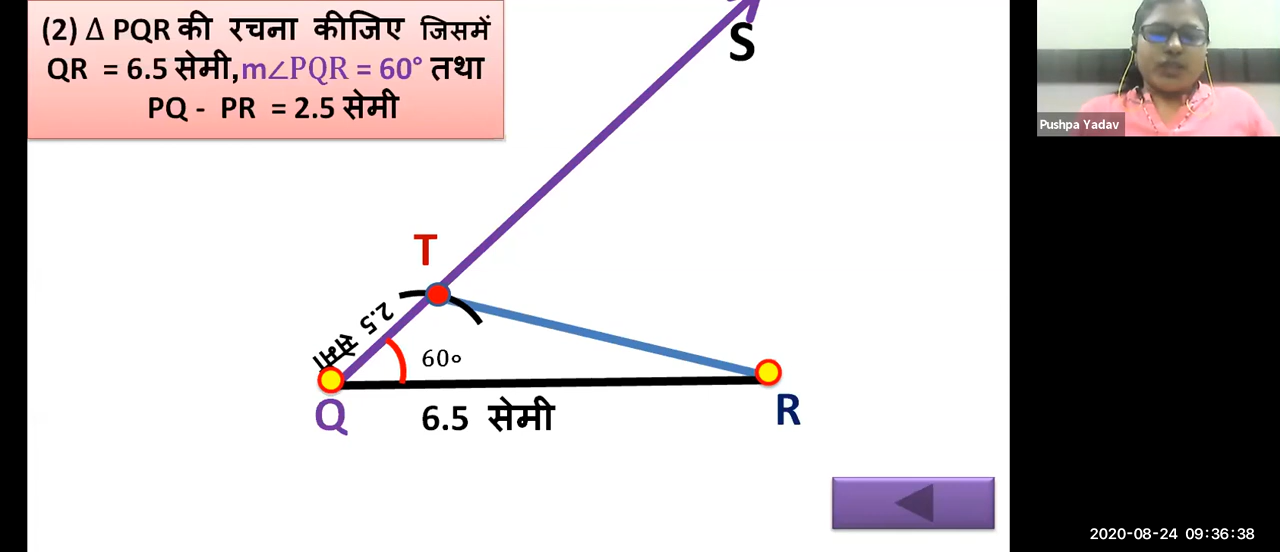 (2) Δ PQR की रचना कीजिए जिसमें
QR = 6.5 सेमी,m∠PQR = 60° तथा
PQ - PR = 2.5 सेमी
S
Pushpa Yadav
T
2.5 सेमी
60°
Q
6.5 सेमी
R
2020-08-24 09:36:38